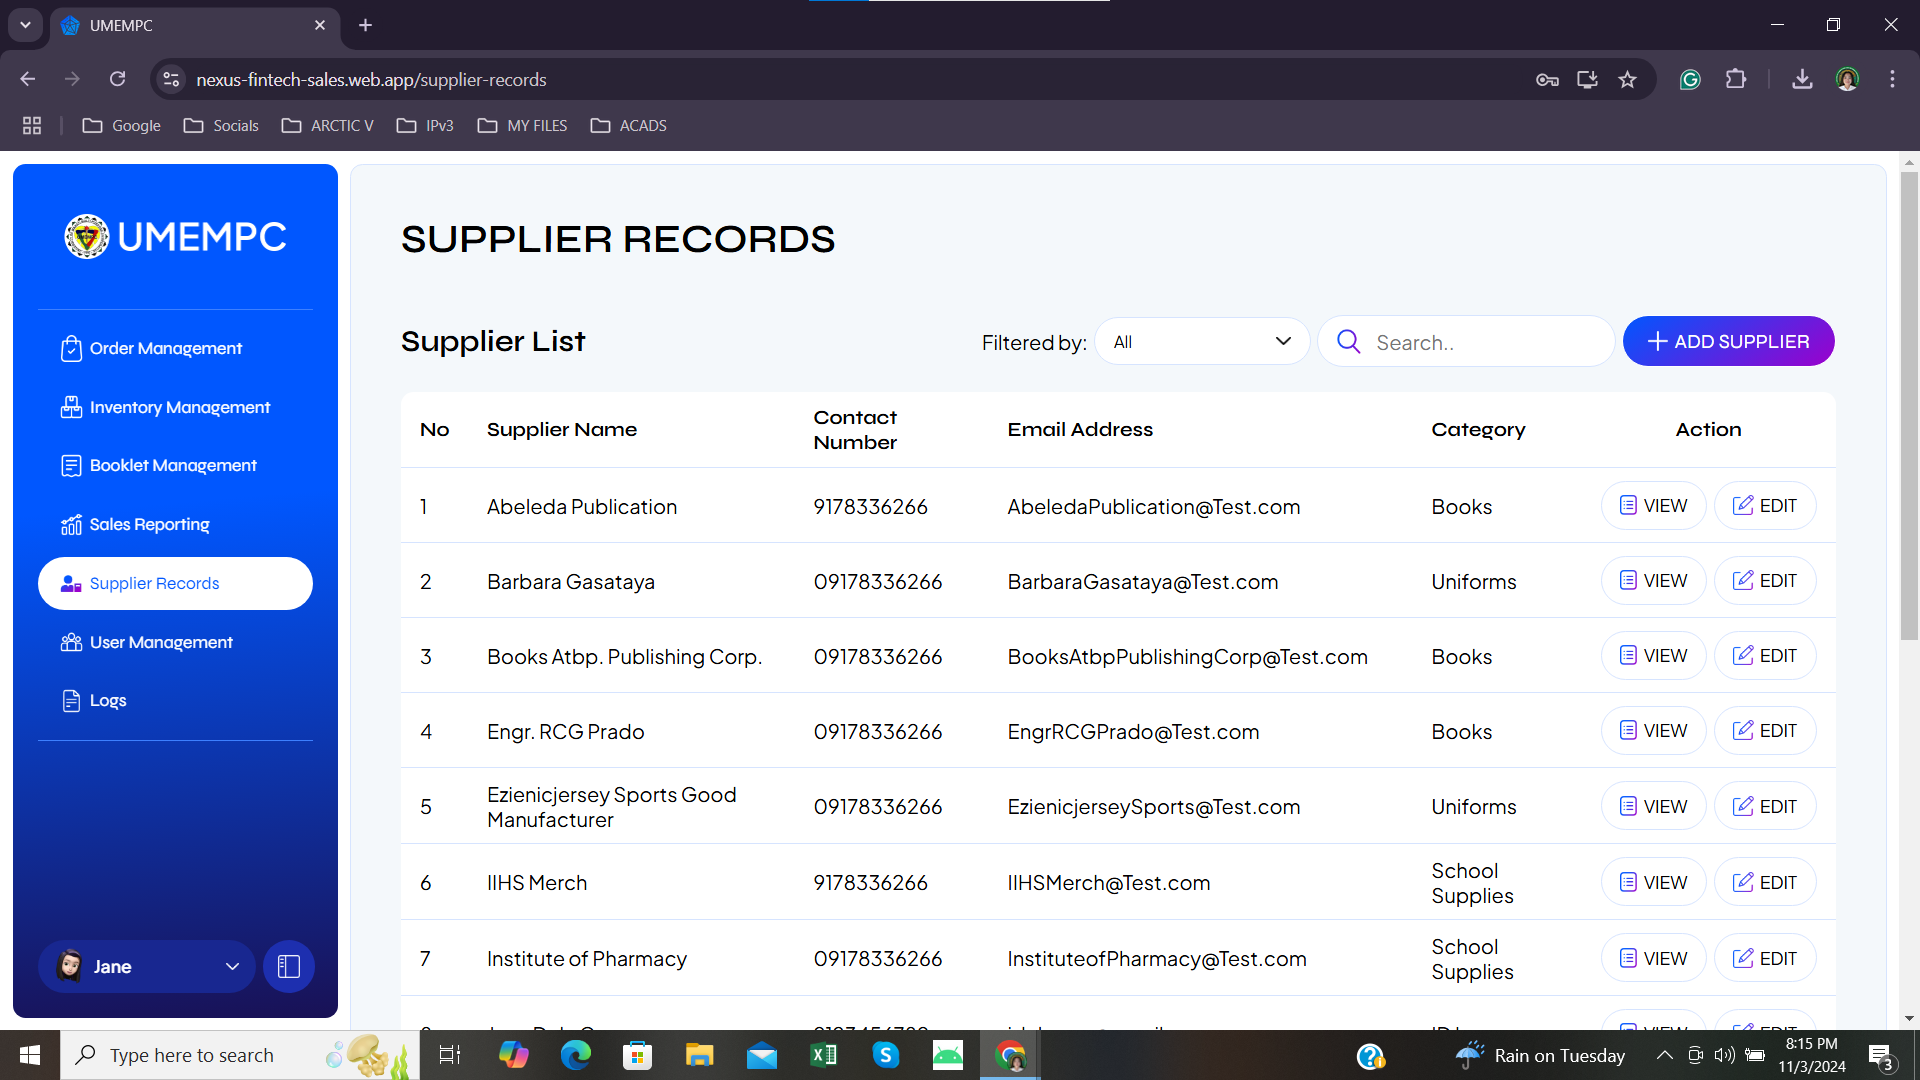 UMEMPC
nexus-fintech-sales.web.app/supplier-records
Google Socials ARCTIC V IPv3 MY FILES ACADS
UMEMPC
Order Management
Inventory Management
Booklet Management
Sales Reporting
Supplier Records
User Management
Logs
Jane
SUPPLIER RECORDS
Supplier List Filtered by: All Search.. ADD SUPPLIER
No Supplier Name Contact Number Email Address Category Action
1 Abeleda Publication 9178336266 AbeledaPublication@Test.com Books VIEW EDIT
2 Barbara Gasataya 09178336266 BarbaraGasataya@Test.com Uniforms VIEW EDIT
3 Books Atbp. Publishing Corp. 09178336266 BooksAtbpPublishingCorp@Test.com Books VIEW EDIT
4 Engr. RCG Prado 09178336266 EngrRCGPrado@Test.com Books VIEW EDIT
5 Ezienicjersey Sports Good Manufacturer 09178336266 EzienicjerseySports@Test.com Uniforms VIEW EDIT
6 IIHS Merch 9178336266 IIHSMerch@Test.com School Supplies VIEW EDIT
7 Institute of Pharmacy 09178336266 InstituteofPharmacy@Test.com School Supplies VIEW EDIT
Type here to search
Rain on Tuesday
8:15 PM
11/3/2024
3